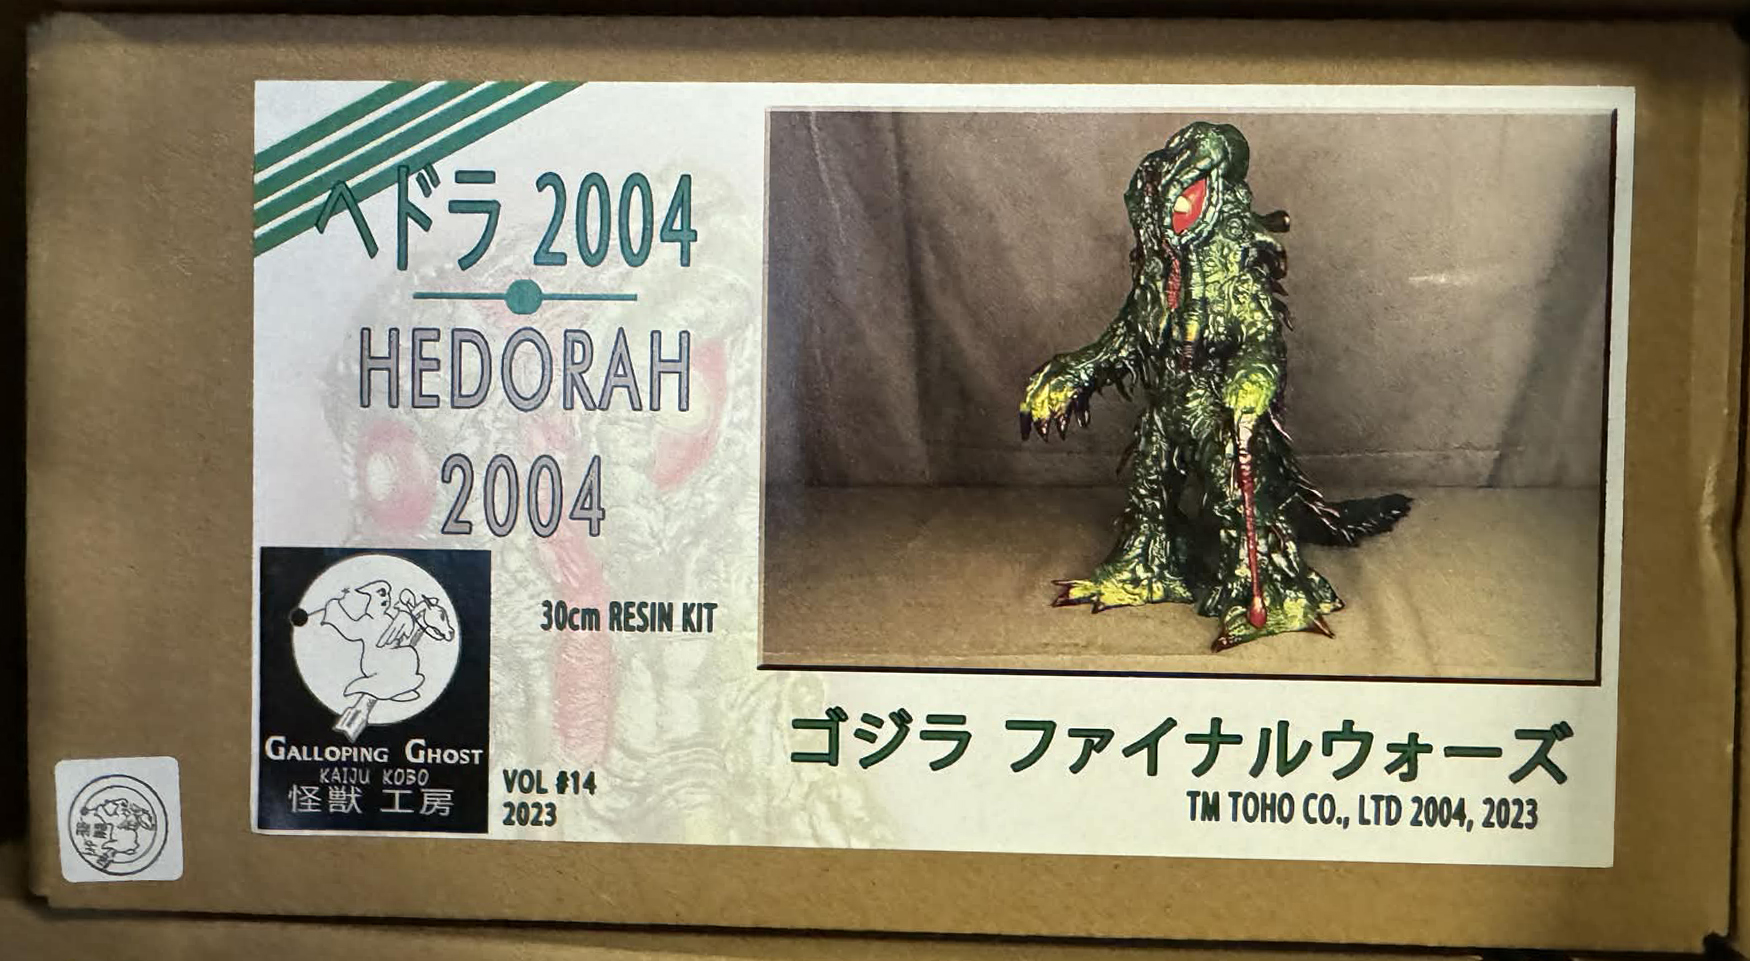 ヘドラ 2004
HEDORAH
2004
30cm RESIN KIT
GALLOPING GHOST
KAIJU KOBO
怪獣 工房
VOL #14
2023
ゴジラ ファイナルウォーズ
TM TOHO CO., LTD 2004, 2023